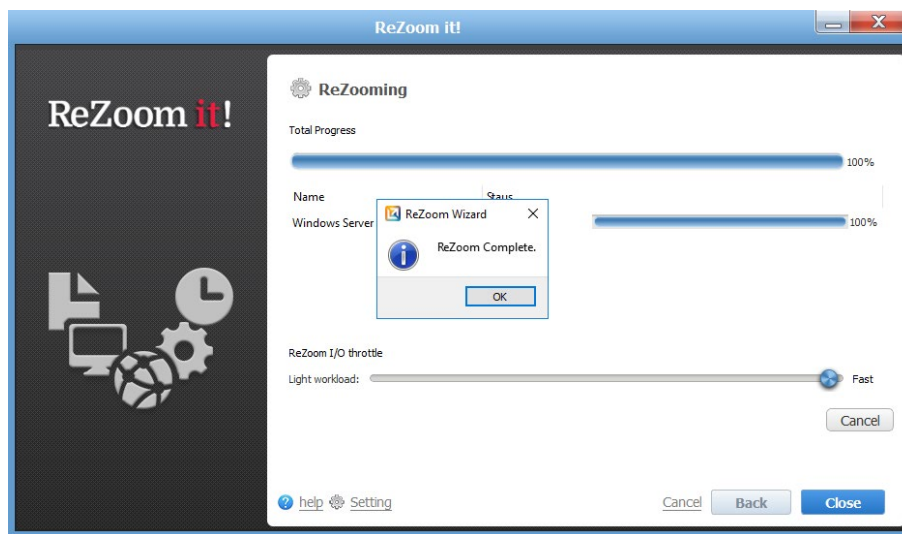 ReZoom it!
ReZoom it!
ReZooming
Total Progress
100%
Name Staus
Windows Server 100%
ReZoom Wizard
ReZoom Complete.
OK
ReZoom I/O throttle
Light workload: Fast
Cancel
help Setting Cancel Back Close